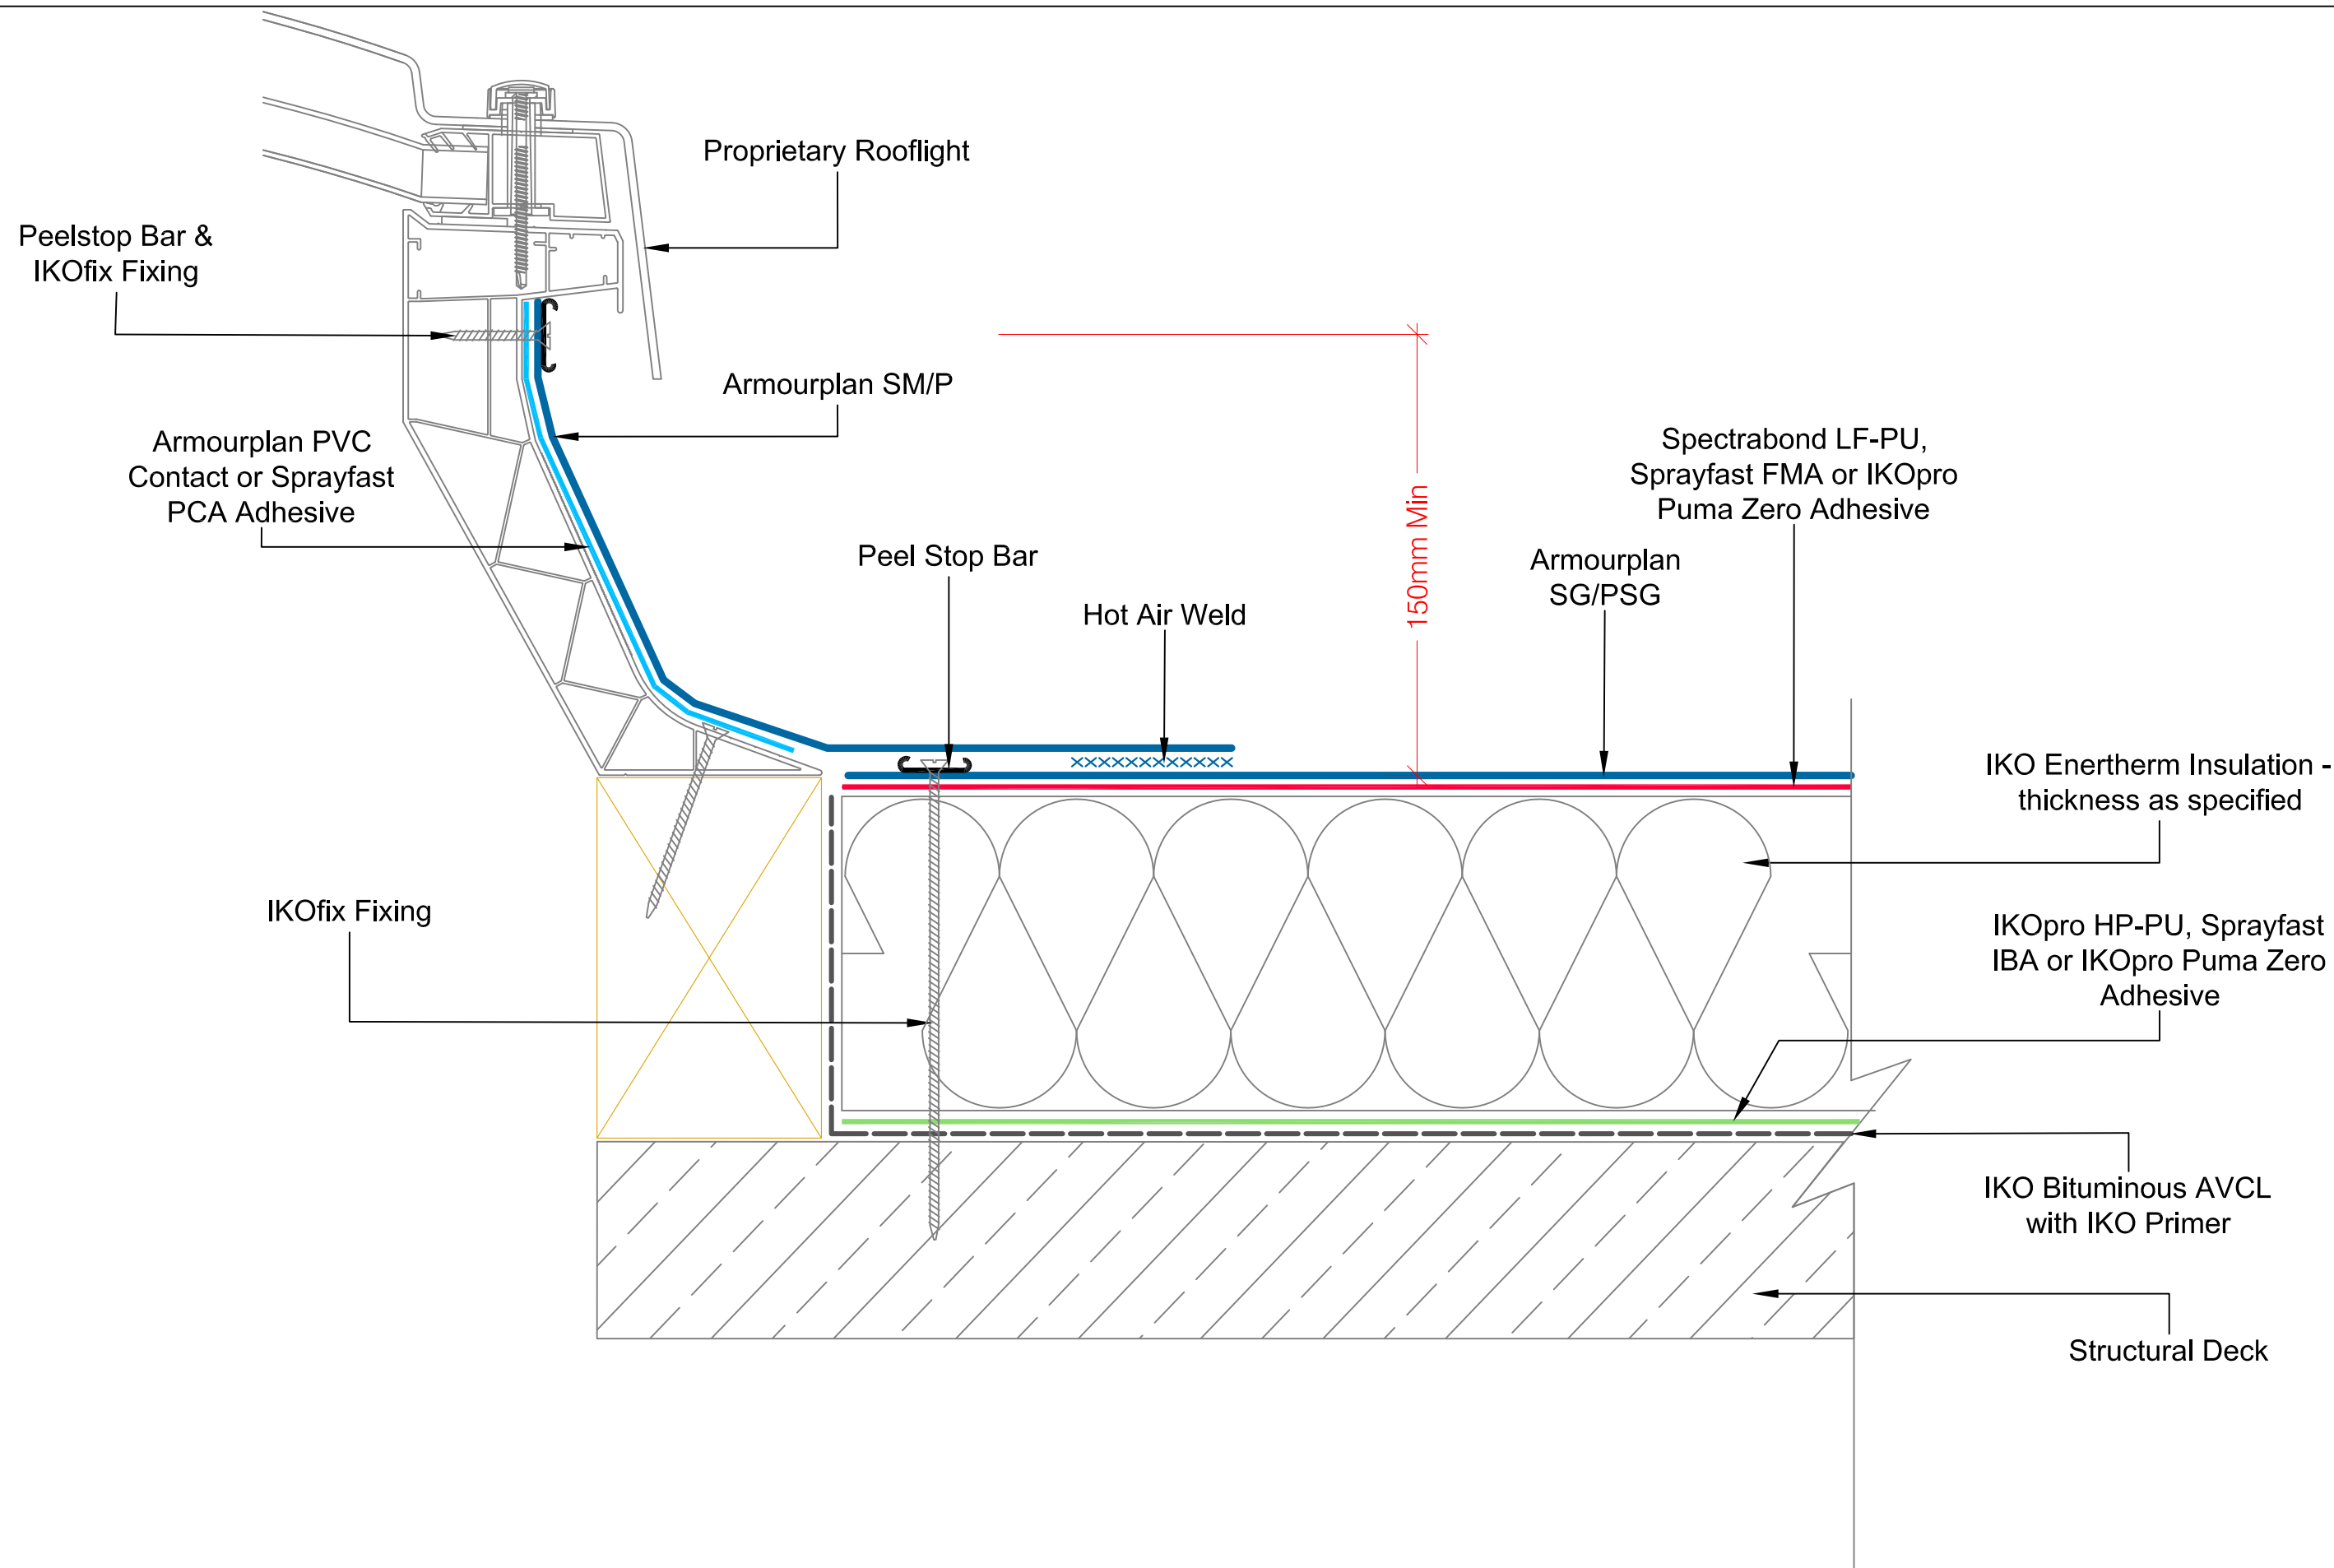 Proprietary Rooflight
Peelstop Bar &
IKOfix Fixing
Armourplan SM/P
Armourplan PVC
Contact or Sprayfast
PCA Adhesive
Spectrabond LF-PU,
Sprayfast FMA or IKOpro
Puma Zero Adhesive
Peel Stop Bar
Hot Air Weld
150mm Min
Armourplan
SG/PSG
IKO Enertherm Insulation -
thickness as specified
IKOfix Fixing
IKOpro HP-PU, Sprayfast
IBA or IKOpro Puma Zero
Adhesive
IKO Bituminous AVCL
with IKO Primer
Structural Deck